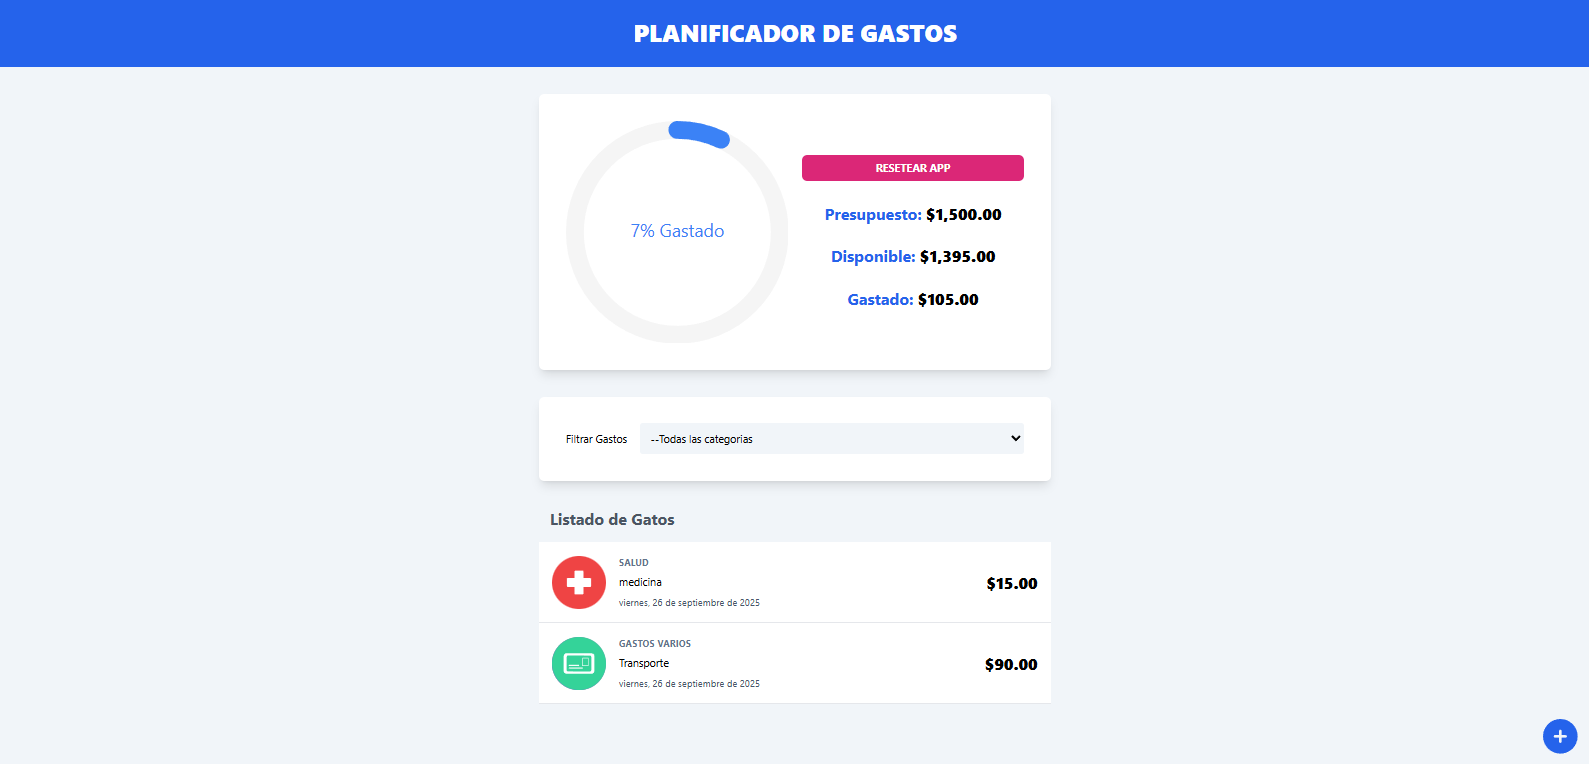 PLANIFICADOR DE GASTOS
7% Gastado
RESETEAR APP
Presupuesto: $1,500.00
Disponible: $1,395.00
Gastado: $105.00
Filtrar Gastos
--Todas las categorias
Listado de Gatos
SALUD
medicina
viernes, 26 de septiembre de 2025
$15.00
GASTOS VARIOS
Transporte
viernes, 26 de septiembre de 2025
$90.00